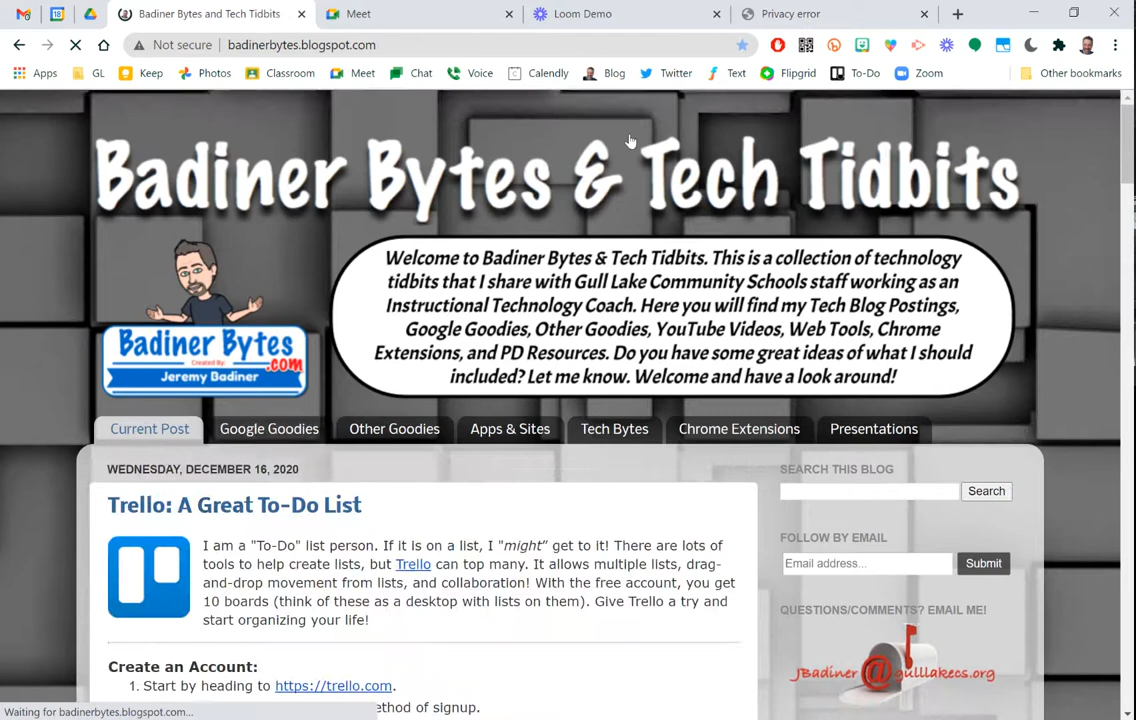 Badiner Bytes and Tech Tidbits
Meet
Loom Demo
Privacy error
Not secure
badinerbytes.blogspot.com
Apps
GL
Keep
Photos
Classroom
Meet
Chat
Voice
Calendly
Blog
Twitter
Text
Flipgrid
To-Do
Zoom
Other bookmarks
Badiner Bytes & Tech Tidbits
Welcome to Badiner Bytes & Tech Tidbits. This is a collection of technology
tidbits that I share with Gull Lake Community Schools staff working as an
Instructional Technology Coach. Here you will find my Tech Blog Postings,
Google Goodies, Other Goodies, YouTube Videos, Web Tools, Chrome
Extensions, and PD Resources. Do you have some great ideas of what I should
included? Let me know. Welcome and have a look around!
Badiner Bytes
.com
Created By:
Jeremy Badiner
Current Post
Google Goodies
Other Goodies
Apps & Sites
Tech Bytes
Chrome Extensions
Presentations
WEDNESDAY, DECEMBER 16, 2020
Trello: A Great To-Do List
I am a "To-Do" list person. If it is on a list, I "might" get to it! There are lots of
tools to help create lists, but Trello can top many. It allows multiple lists, drag-
and-drop movement from lists, and collaboration! With the free account, you get
10 boards (think of these as a desktop with lists on them). Give Trello a try and
start organizing your life!
Create an Account:
1. Start by heading to https://trello.com.
ethod of signup.
SEARCH THIS BLOG
Search
FOLLOW BY EMAIL
Email address...
Submit
QUESTIONS/COMMENTS? EMAIL ME!
JBadiner @ gulllakecs.org
Waiting for badinerbytes.blogspot.com...